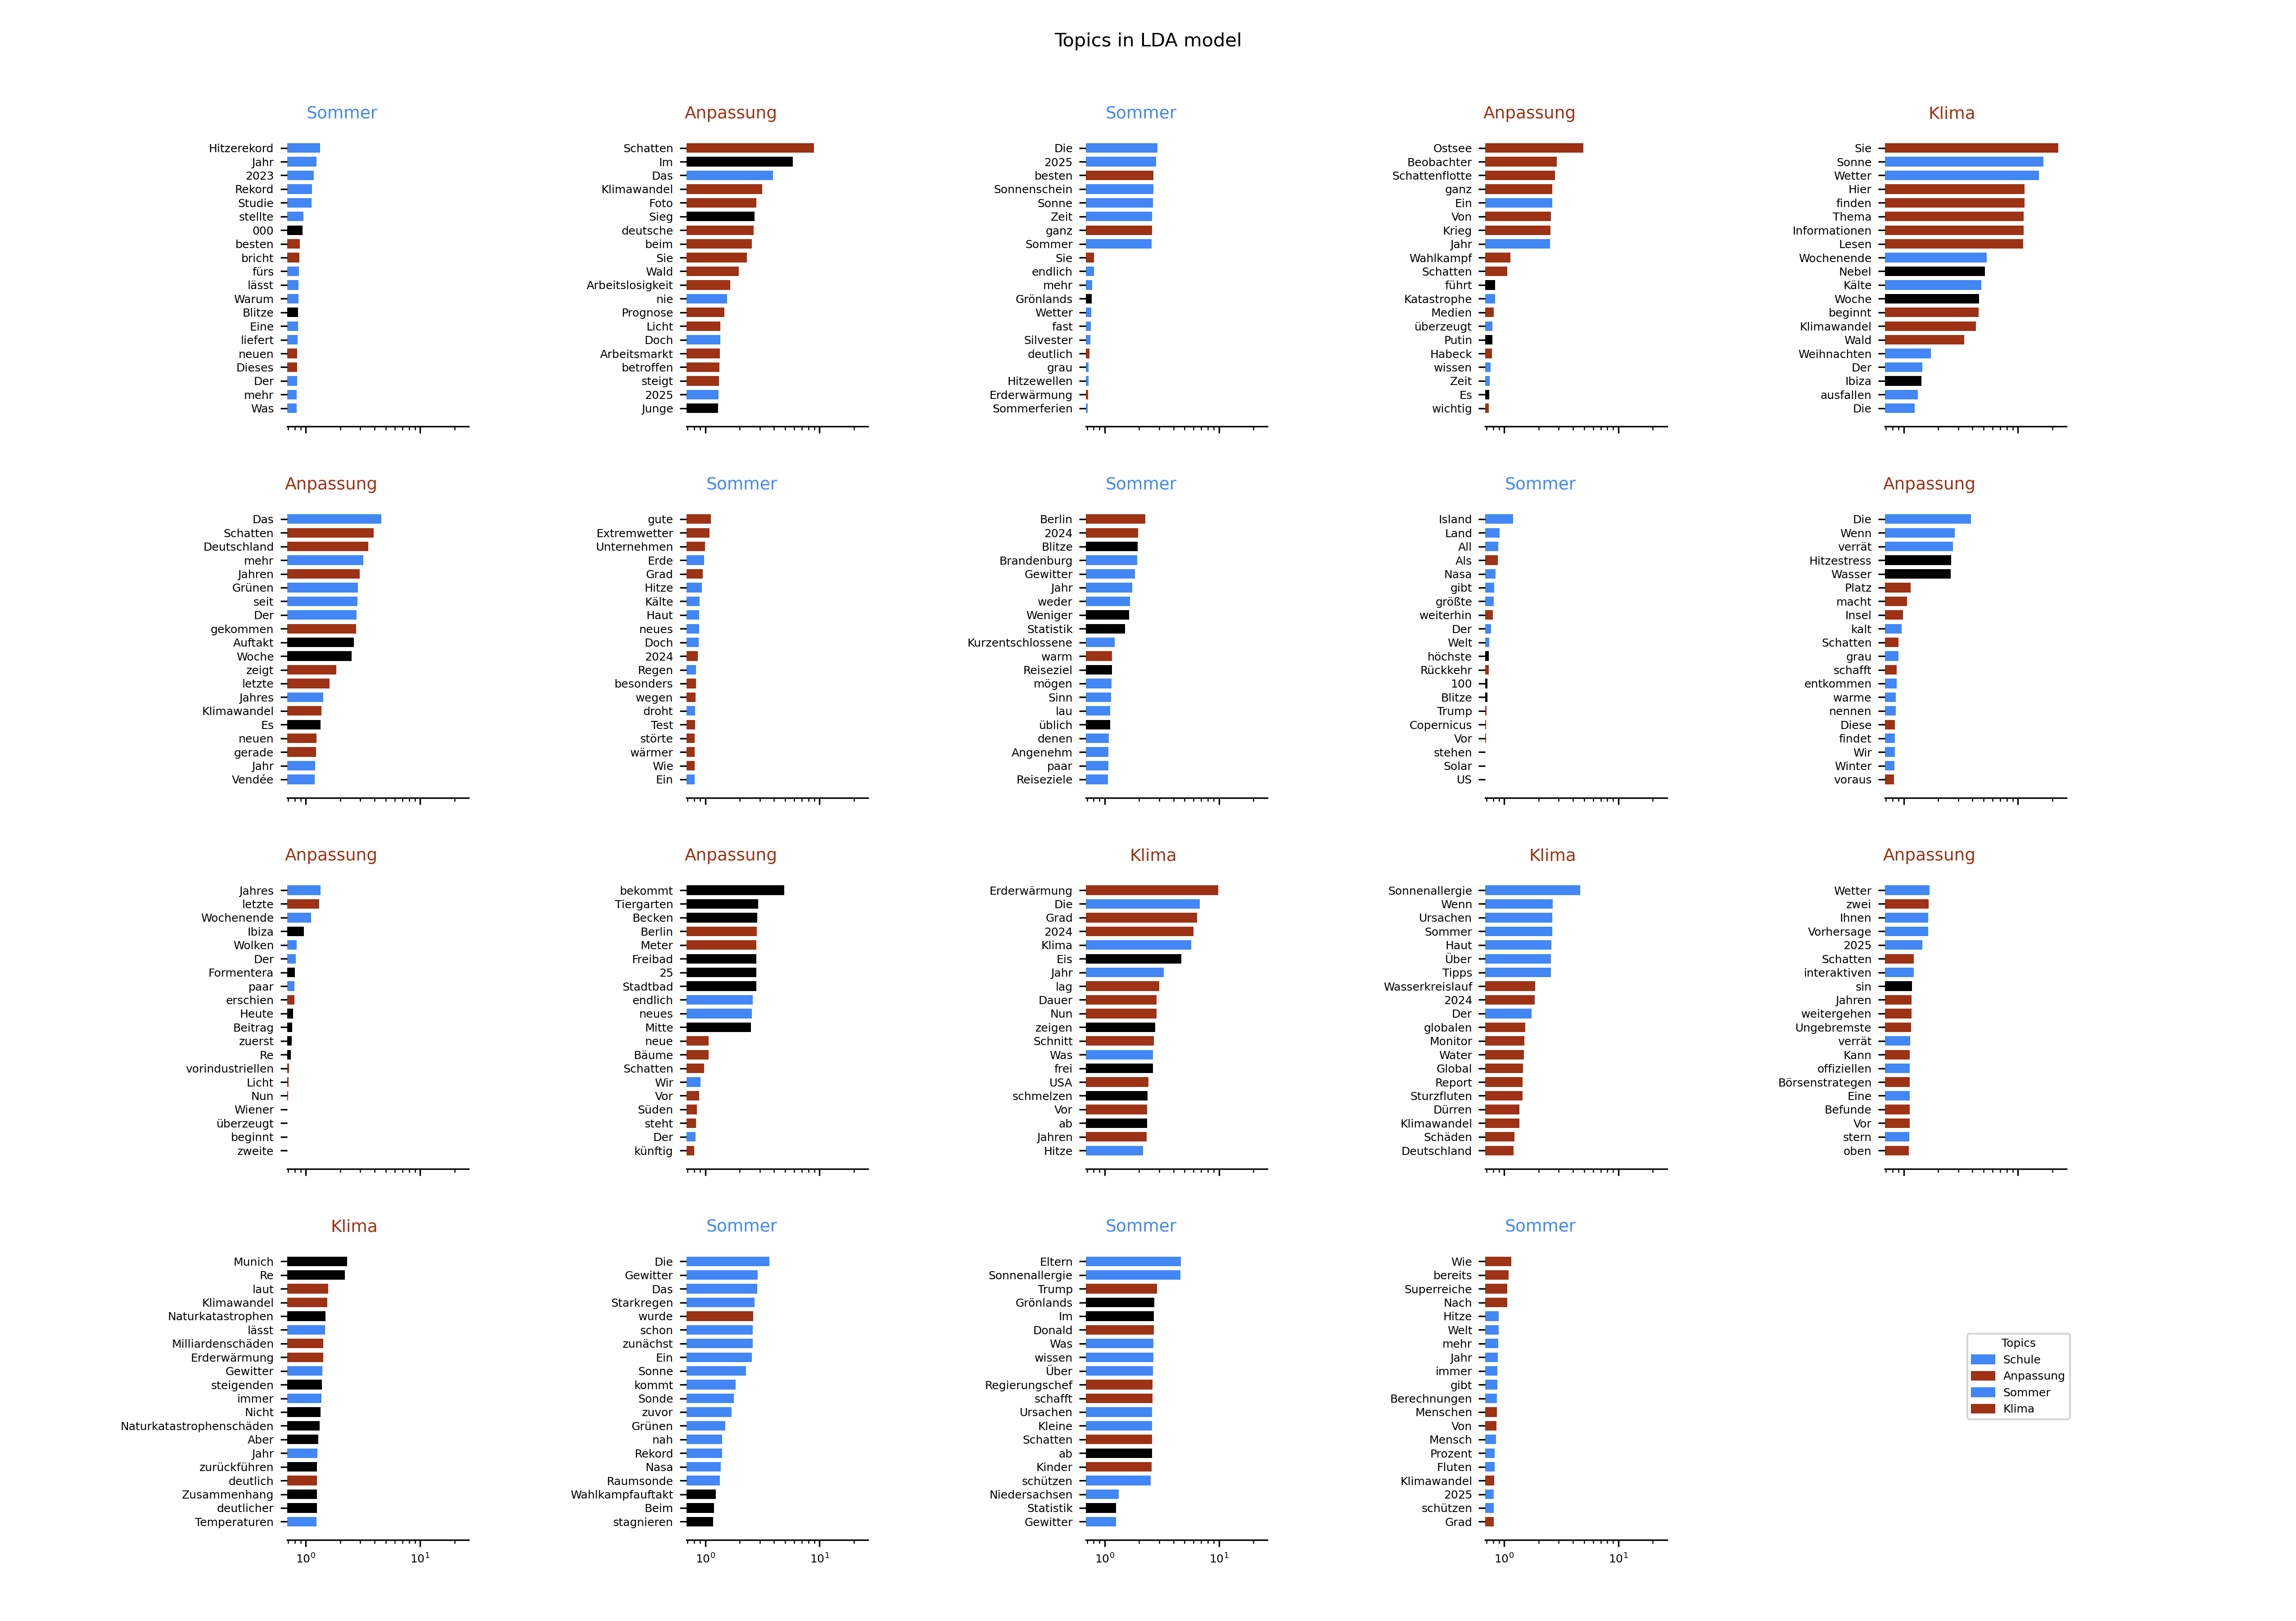 Topics in LDA model
Sommer
Hitzerekord
Jahr
2023
Rekord
Studie
stellte
000
besten
bricht
fürs
lässt
Warum
Blitze
Eine
liefert
neuen
Dieses
Der
mehr
Was
Anpassung
Schatten
Im
Das
Klimawandel
Foto
Sieg
deutsche
beim
Sie
Wald
Arbeitslosigkeit
nie
Prognose
Licht
Doch
Arbeitsmarkt
betroffen
steigt
2025
Junge
Sommer
Die
2025
besten
Sonnenschein
Sonne
Zeit
ganz
Sommer
Sie
endlich
mehr
Grönlands
Wetter
fast
Silvester
deutlich
grau
Hitzewellen
Erderwärmung
Sommerferien
Anpassung
Ostsee
Beobachter
Schattenflotte
ganz
Ein
Von
Krieg
Jahr
Wahlkampf
Schatten
führt
Katastrophe
Medien
überzeugt
Putin
Habeck
wissen
Zeit
Es
wichtig
Klima
Sie
Sonne
Wetter
Hier
finden
Thema
Informationen
Lesen
Wochenende
Nebel
Kälte
Woche
beginnt
Klimawandel
Wald
Weihnachten
Der
Ibiza
ausfallen
Die
Anpassung
Das
Schatten
Deutschland
mehr
Jahren
Grünen
seit
Der
gekommen
Auftakt
Woche
zeigt
letzte
Jahres
Klimawandel
Es
neuen
gerade
Jahr
Vendée
Sommer
gute
Extremwetter
Unternehmen
Erde
Grad
Hitze
Kälte
Haut
neues
Doch
2024
Regen
besonders
wegen
droht
Test
störte
wärmer
Wie
Ein
Sommer
Berlin
2024
Blitze
Brandenburg
Gewitter
Jahr
weder
Weniger
Statistik
Kurzentschlossene
warm
Reiseziel
mögen
Sinn
lau
üblich
denen
Angenehm
paar
Reiseziele
Sommer
Island
Land
All
Als
Nasa
gibt
größte
weiterhin
Der
Welt
höchste
Rückkehr
100
Blitze
Trump
Copernicus
Vor
stehen
Solar
US
Anpassung
Die
Wenn
verrät
Hitzestress
Wasser
Platz
macht
Insel
kalt
Schatten
grau
schafft
entkommen
warme
nennen
Diese
findet
Wir
Winter
voraus
Anpassung
Jahres
letzte
Wochenende
Ibiza
Wolken
Der
Formentera
paar
erschien
Heute
Beitrag
zuerst
Re
vorindustriellen
Licht
Nun
Wiener
überzeugt
beginnt
zweite
Anpassung
bekommt
Tiergarten
Becken
Berlin
Meter
Freibad
25
Stadtbad
endlich
neues
Mitte
neue
Bäume
Schatten
Wir
Vor
Süden
steht
Der
künftig
Klima
Erderwärmung
Die
Grad
2024
Klima
Eis
Jahr
lag
Dauer
Nun
zeigen
Schnitt
Was
frei
USA
schmelzen
Vor
ab
Jahren
Hitze
Klima
Sonnenallergie
Wenn
Ursachen
Sommer
Haut
Über
Tipps
Wasserkreislauf
2024
Der
globalen
Monitor
Water
Global
Report
Sturzfluten
Dürren
Klimawandel
Schäden
Deutschland
Anpassung
Wetter
zwei
Ihnen
Vorhersage
2025
Schatten
interaktiven
sin
Jahren
weitergehen
Ungebremste
verrät
Kann
offiziellen
Börsenstrategen
Eine
Befunde
Vor
stern
oben
Klima
Munich
Re
laut
Klimawandel
Naturkatastrophen
lässt
Milliardenschäden
Erderwärmung
Gewitter
steigenden
immer
Nicht
Naturkatastrophenschäden
Aber
Jahr
zurückführen
deutlich
Zusammenhang
deutlicher
Temperaturen
10⁰ 10¹
Sommer
Die
Gewitter
Das
Starkregen
wurde
schon
zunächst
Ein
Sonne
kommt
Sonde
zuvor
Grünen
nah
Rekord
Nasa
Raumsonde
Wahlkampfauftakt
Beim
stagnieren
10⁰ 10¹
Sommer
Eltern
Sonnenallergie
Trump
Grönlands
Im
Donald
Was
wissen
Über
Regierungschef
schafft
Ursachen
Kleine
Schatten
ab
Kinder
schützen
Niedersachsen
Statistik
Gewitter
10⁰ 10¹
Sommer
Wie
bereits
Superreiche
Nach
Hitze
Welt
mehr
Jahr
immer
gibt
Berechnungen
Menschen
Von
Mensch
Prozent
Fluten
Klimawandel
2025
schützen
Grad
10⁰ 10¹
Topics
Schule
Anpassung
Sommer
Klima